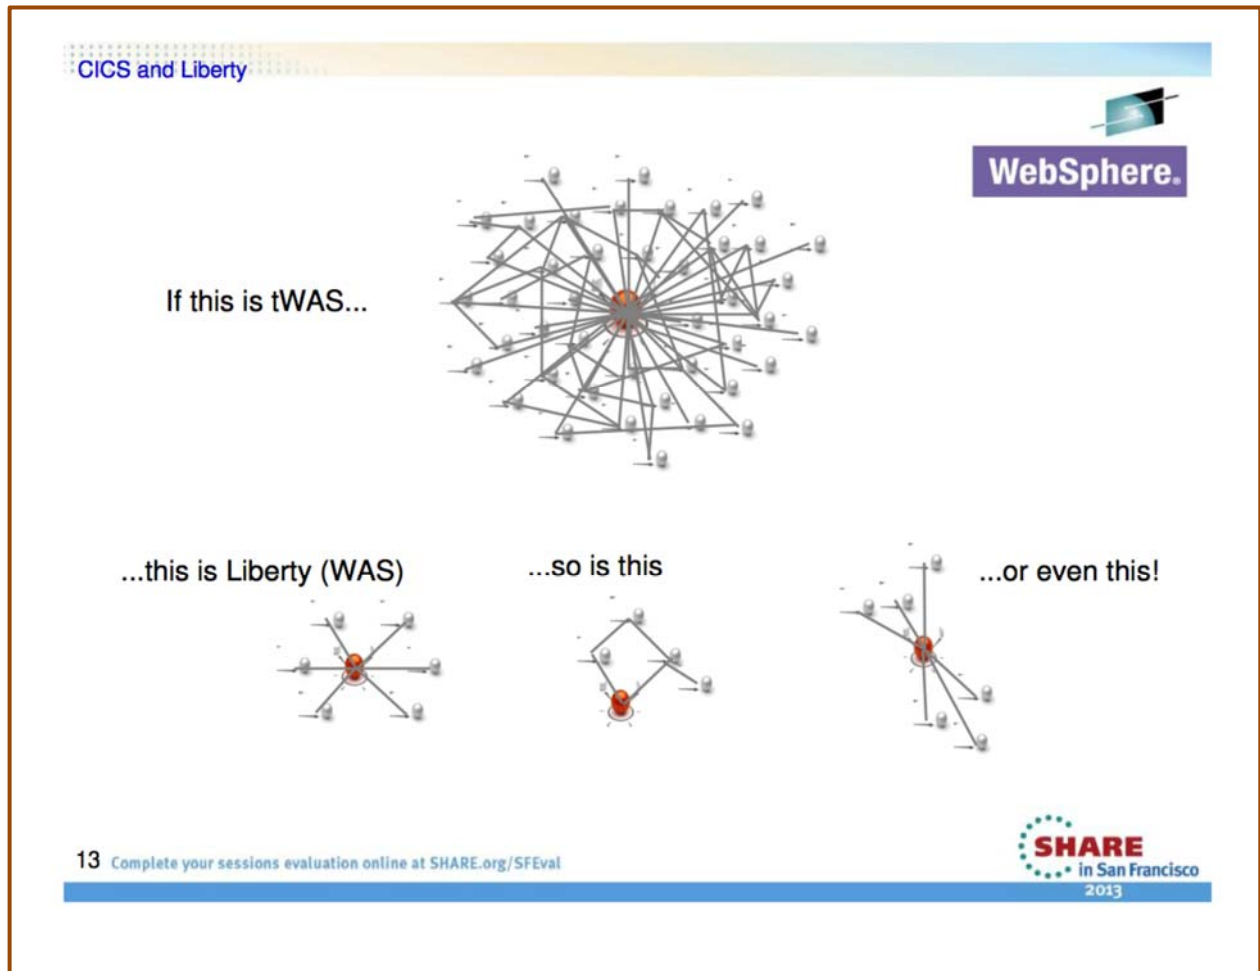 CICS and Liberty
WebSphere.
If this is tWAS...
...this is Liberty (WAS)
...so is this
...or even this!
13 Complete your sessions evaluation online at SHARE.org/SFEval
SHARE
in San Francisco
2013